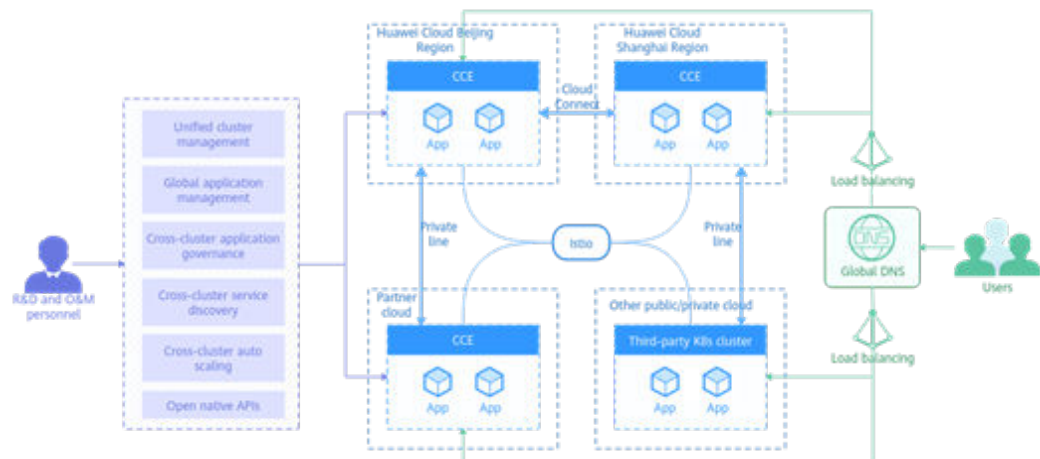 Huawei Cloud Beijing
Region
CCE
App
App
Huawei Cloud
Shanghai Region
CCE
App
App
Cloud
Connect
Unified cluster
management
Global application
management
Cross-cluster application
governance
Cross-cluster service
discovery
Cross-cluster auto
scaling
Open native APIs
R&D and O&M
personnel
Private
line
Istio
Private
line
Load balancing
DNS
Global DNS
Users
Load balancing
Partner
cloud
CCE
App
App
Other public/private cloud
Third-party K8s cluster
App
App